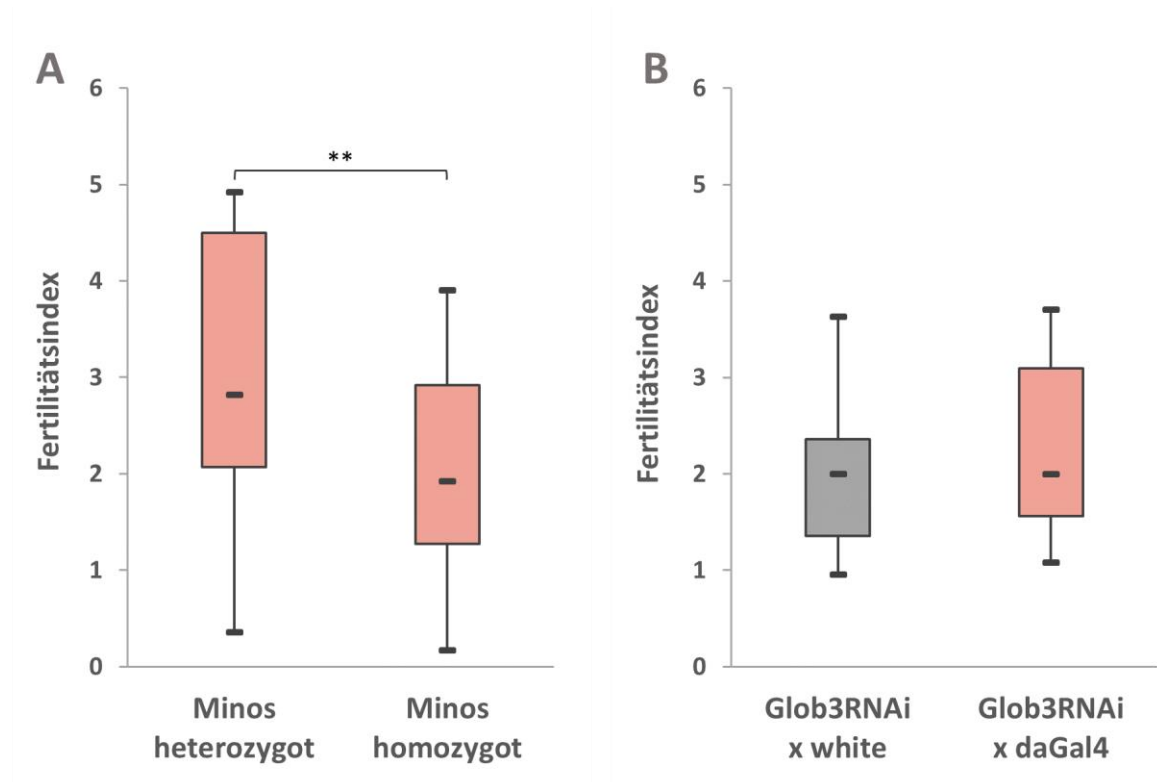 A
6
5
4
3
2
1
0
Fertilitätsindex
**
Minos
heterozygot
Minos
homozygot
B
6
5
4
3
2
1
0
Fertilitätsindex
Glob3RNAi
x white
Glob3RNAi
x daGal4